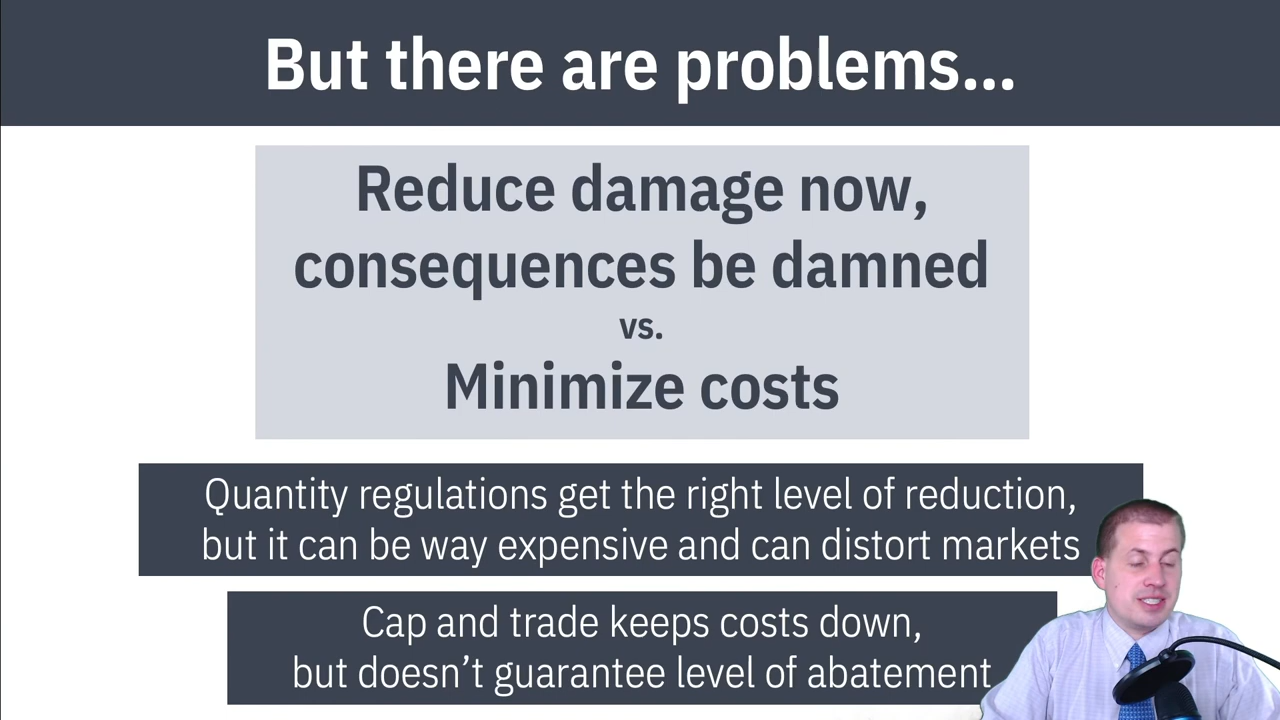 But there are problems...
Reduce damage now,
consequences be damned
vs.
Minimize costs
Quantity regulations get the right level of reduction,
but it can be way expensive and can distort markets
Cap and trade keeps costs down,
but doesn’t guarantee level of abatement